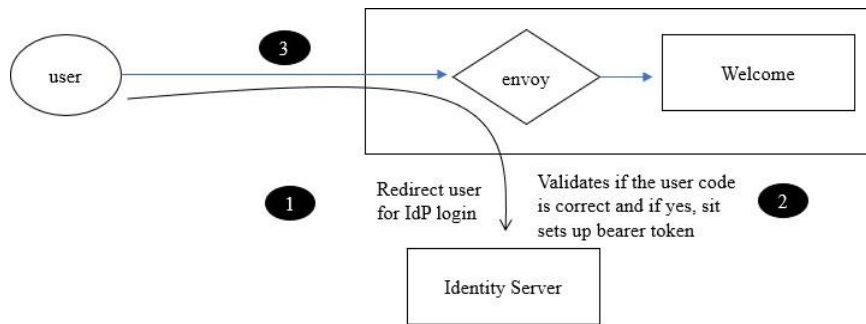 3
user
envoy
Welcome
1
Redirect user
for IdP login
Validates if the user code
is correct and if yes, sit
sets up bearer token
2
Identity Server